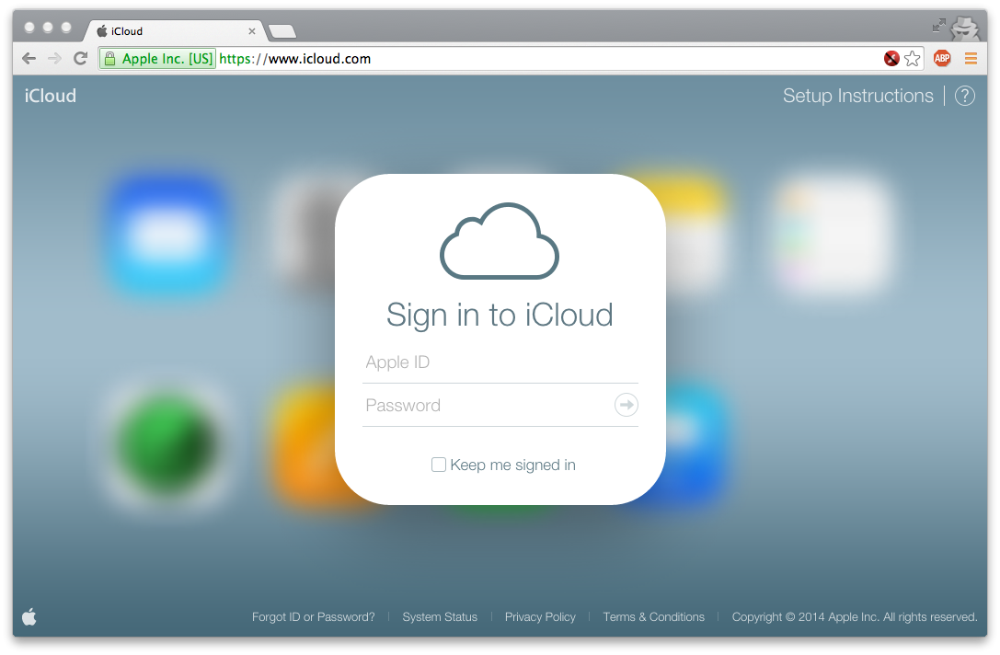 iCloud
Apple Inc. [US] https://www.icloud.com
ABP
iCloud
Setup Instructions ?
Sign in to iCloud
Apple ID
Password
Keep me signed in
Forgot ID or Password? System Status Privacy Policy Terms & Conditions Copyright © 2014 Apple Inc. All rights reserved.